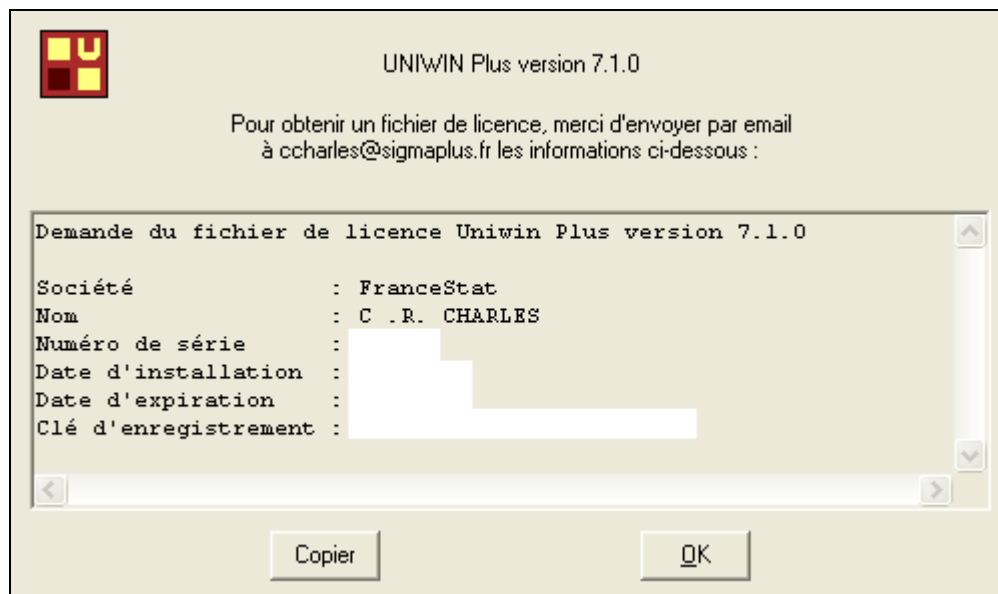 U
UNIWIN Plus version 7.1.0
Pour obtenir un fichier de licence, merci d'envoyer par email
à ccharles@sigmaplus.fr les informations ci-dessous :
Demande du fichier de licence Uniwin Plus version 7.1.0
Société : FranceStat
Nom : C .R. CHARLES
Numéro de série :
Date d'installation :
Date d'expiration :
Clé d'enregistrement :
Copier
OK